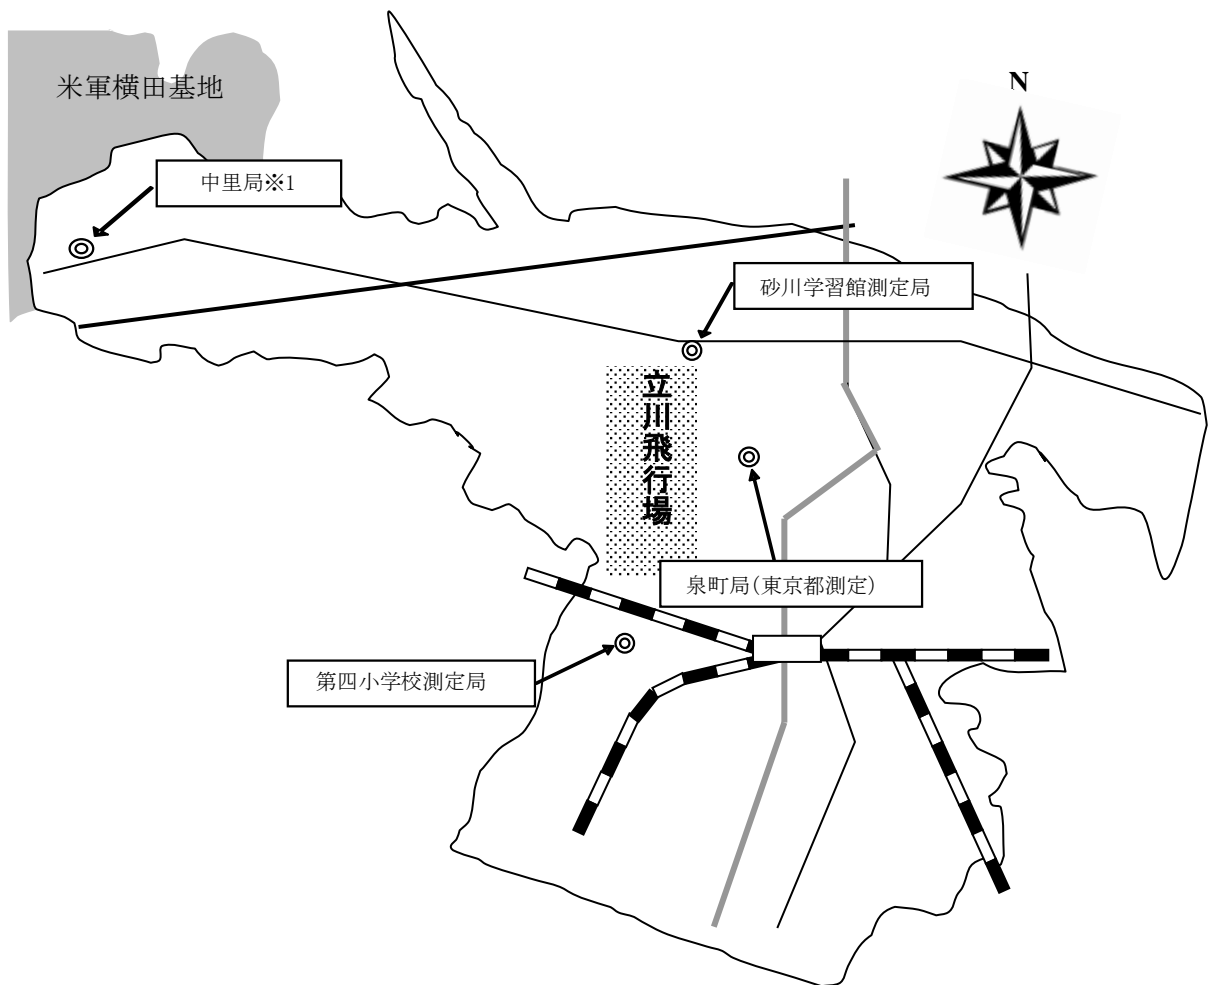 米軍横田基地
N
中里局※1
砂川学習館測定局
立川飛行場
泉町局(東京都測定)
第四小学校測定局